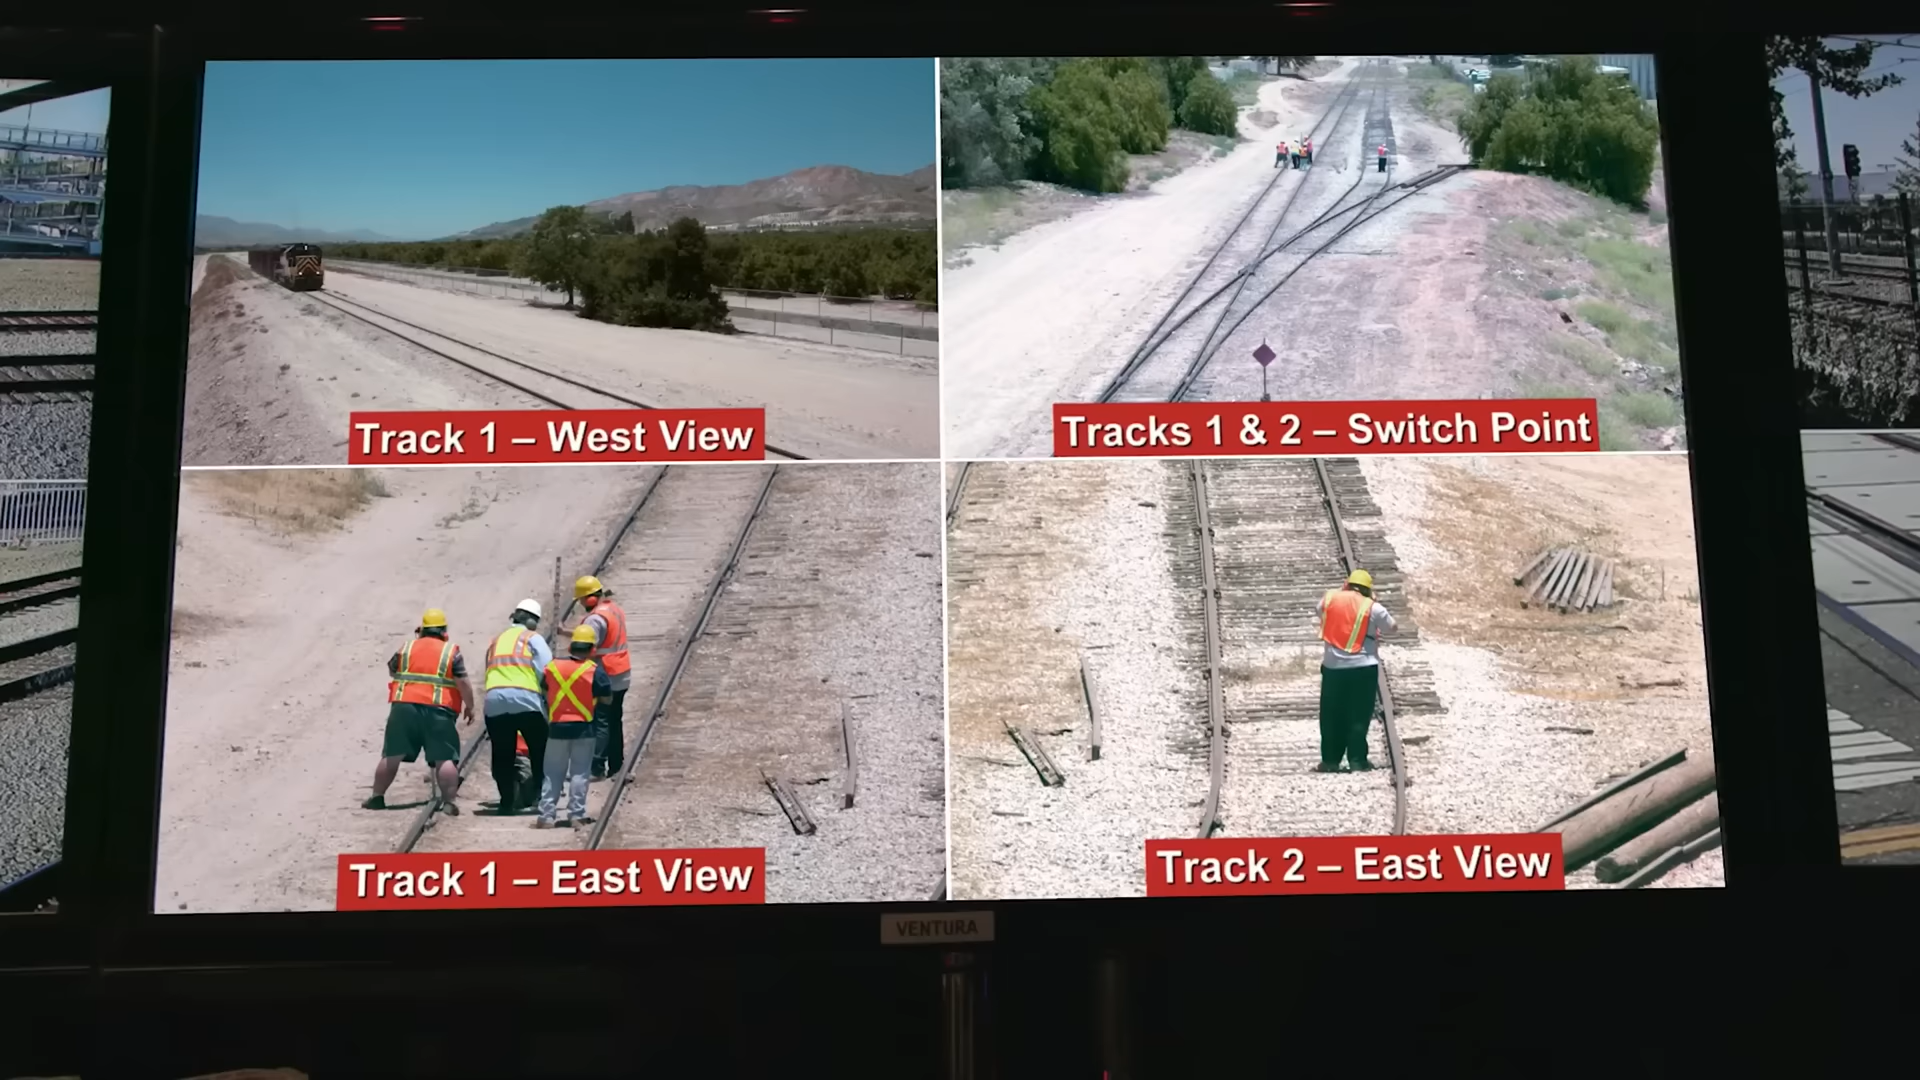 Track 1 – West View
Tracks 1 & 2 – Switch Point
Track 1 – East View
Track 2 – East View
VENTURA